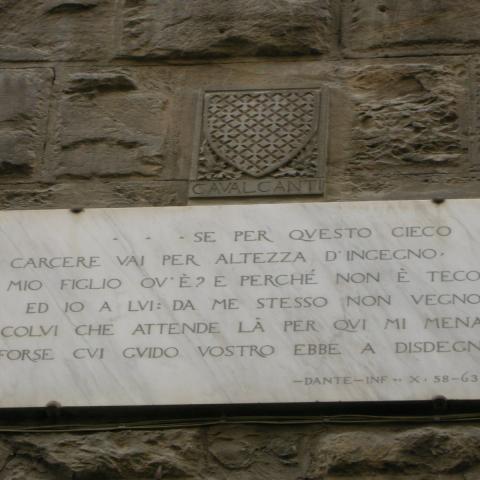 CAVALCANTI
- - - SE PER QVESTO CIECO
CARCERE VAI PER ALTEZZA D'INGEGNO,
MIO FIGLIO OV'È? E PERCHÉ NON È TECO
ED IO A LVI: DA ME STESSO NON VEGNO
COLVI CHE ATTENDE LÀ PER QVI MI MENA
FORSE CVI GVIDO VOSTRO EBBE A DISDEGN
—DANTE—INF·· X· 58-63